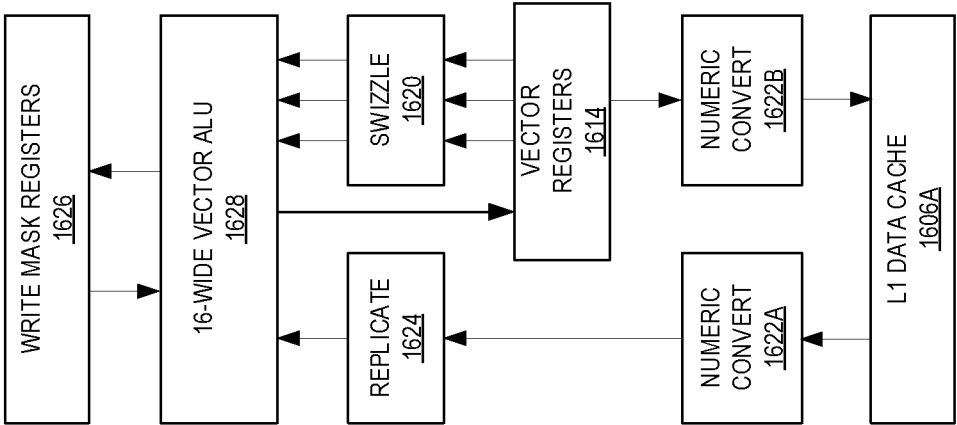 WRITE MASK REGISTERS
1626
16-WIDE VECTOR ALU
1628
REPLICATE
1624
SWIZZLE
1620
VECTOR
REGISTERS
1614
NUMERIC
CONVERT
1622A
NUMERIC
CONVERT
1622B
L1 DATA CACHE
1606A